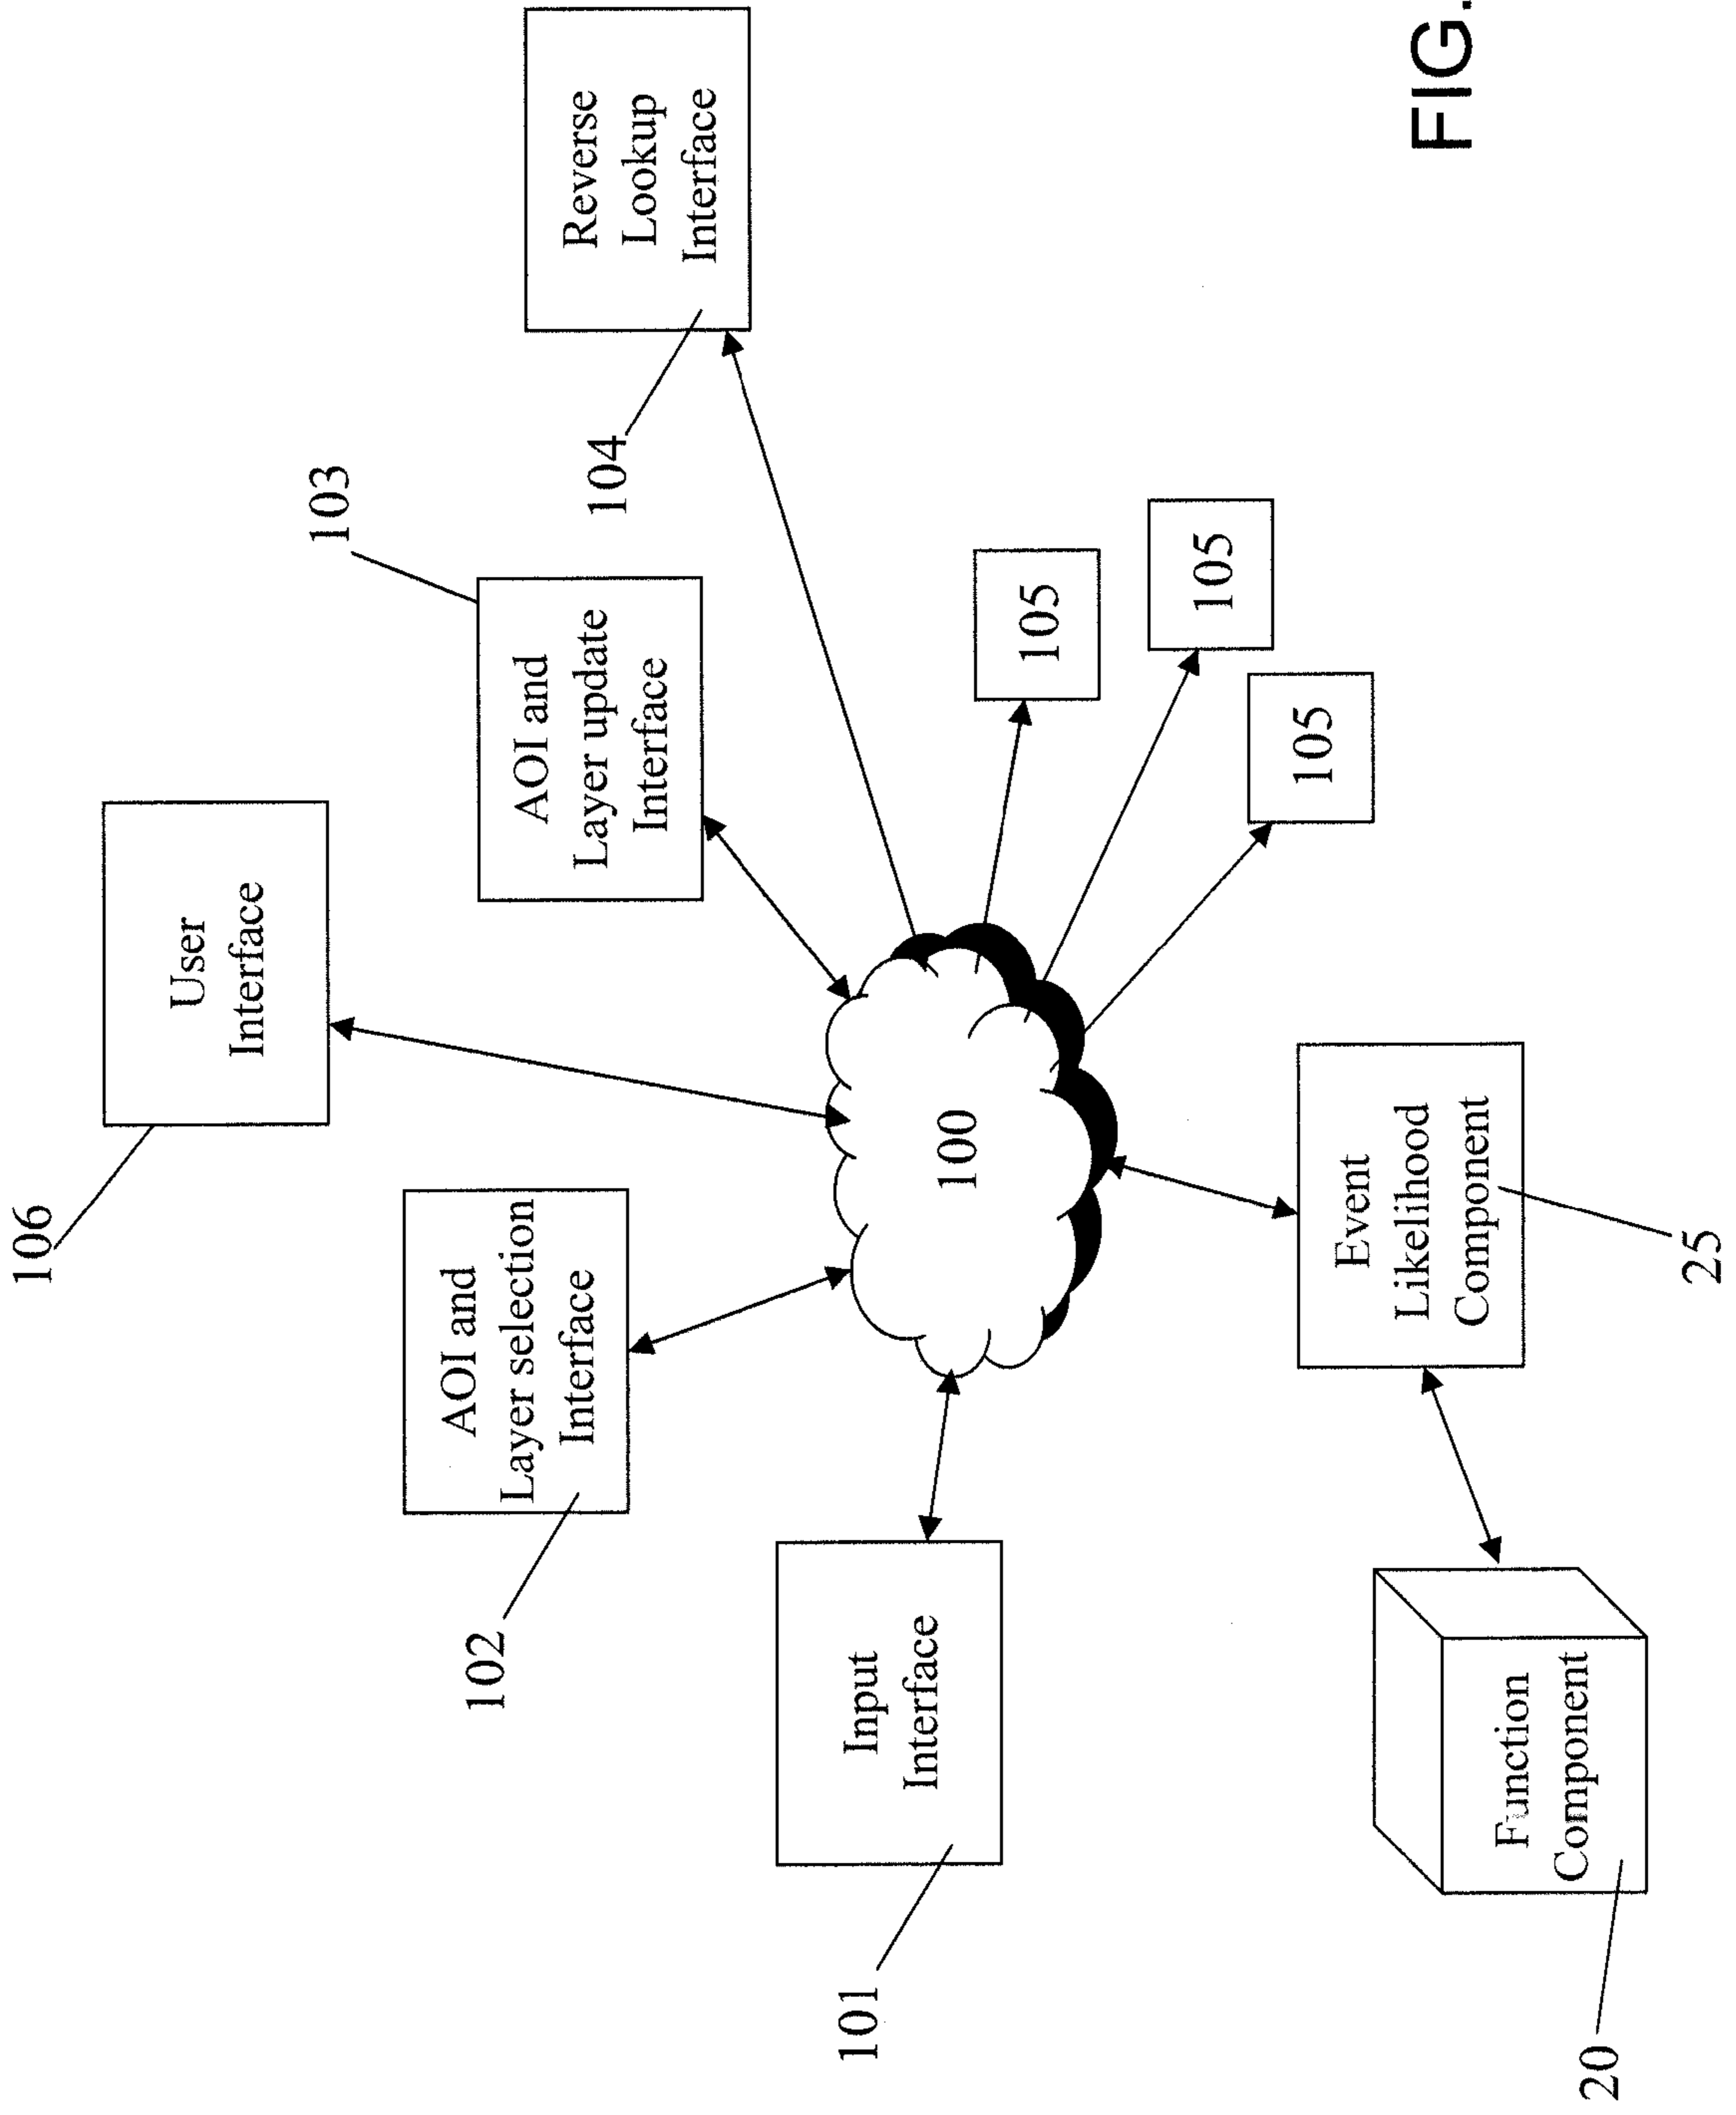 106
User
Interface
103
AOI and
Layer update
Interface
102
AOI and
Layer selection
Interface
104
Reverse
Lookup
Interface
101
Input
Interface
100
105
105
105
Event
Likelihood
Component
25
Function
Component
20
FIG.